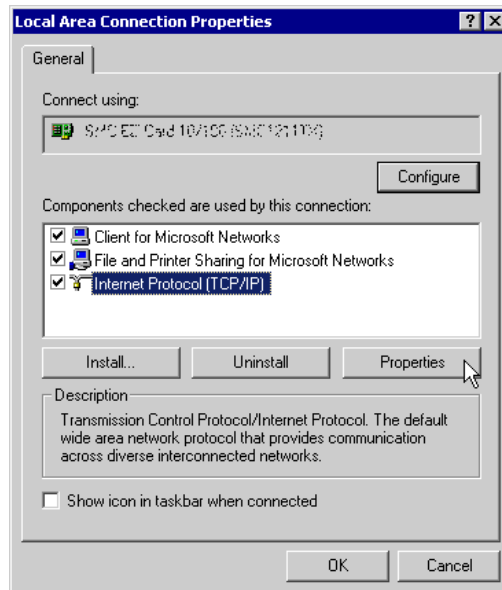 Local Area Connection Properties
General
Connect using:
Card
Configure
Components checked are used by this connection:
Client for Microsoft Networks
File and Printer Sharing for Microsoft Networks
Internet Protocol (TCP/IP)
Install...
Uninstall
Properties
Description
Transmission Control Protocol/Internet Protocol. The default
wide area network protocol that provides communication
across diverse interconnected networks.
Show icon in taskbar when connected
OK
Cancel